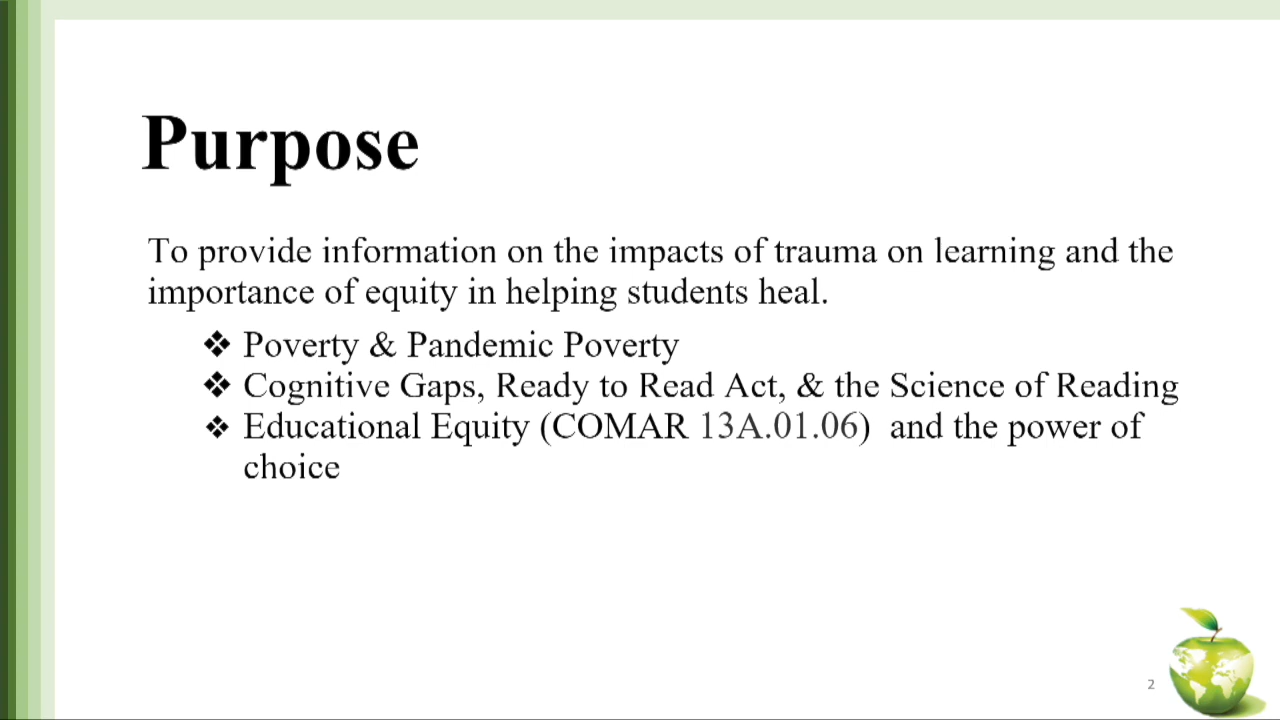 Purpose
To provide information on the impacts of trauma on learning and the
importance of equity in helping students heal.
❖ Poverty & Pandemic Poverty
❖ Cognitive Gaps, Ready to Read Act, & the Science of Reading
❖ Educational Equity (COMAR 13A.01.06)  and the power of
choice
2